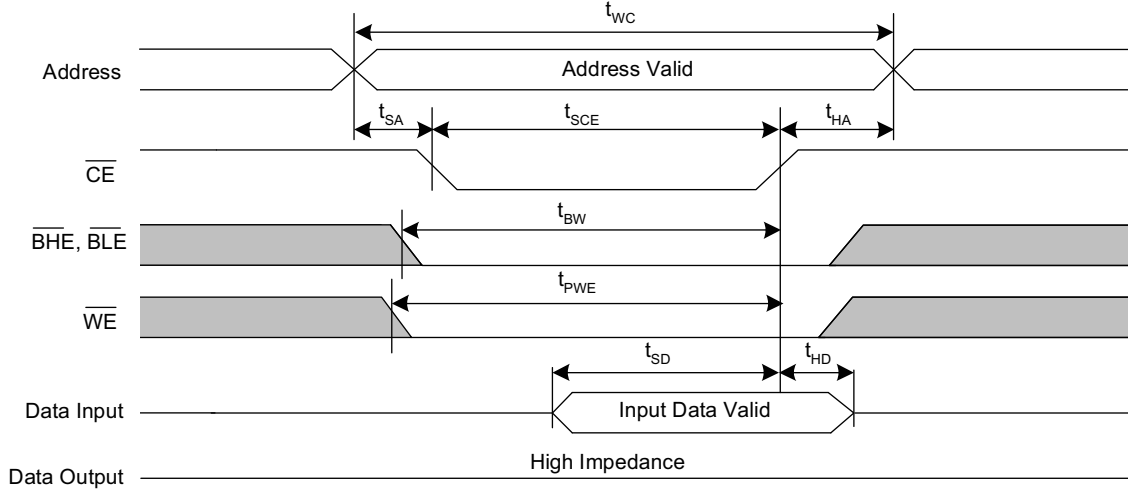 tWC
Address
Address Valid
tSA
tSCE
tHA
CE
tBW
BHE, BLE
tPWE
WE
tSD
tHD
Data Input
Input Data Valid
High Impedance
Data Output